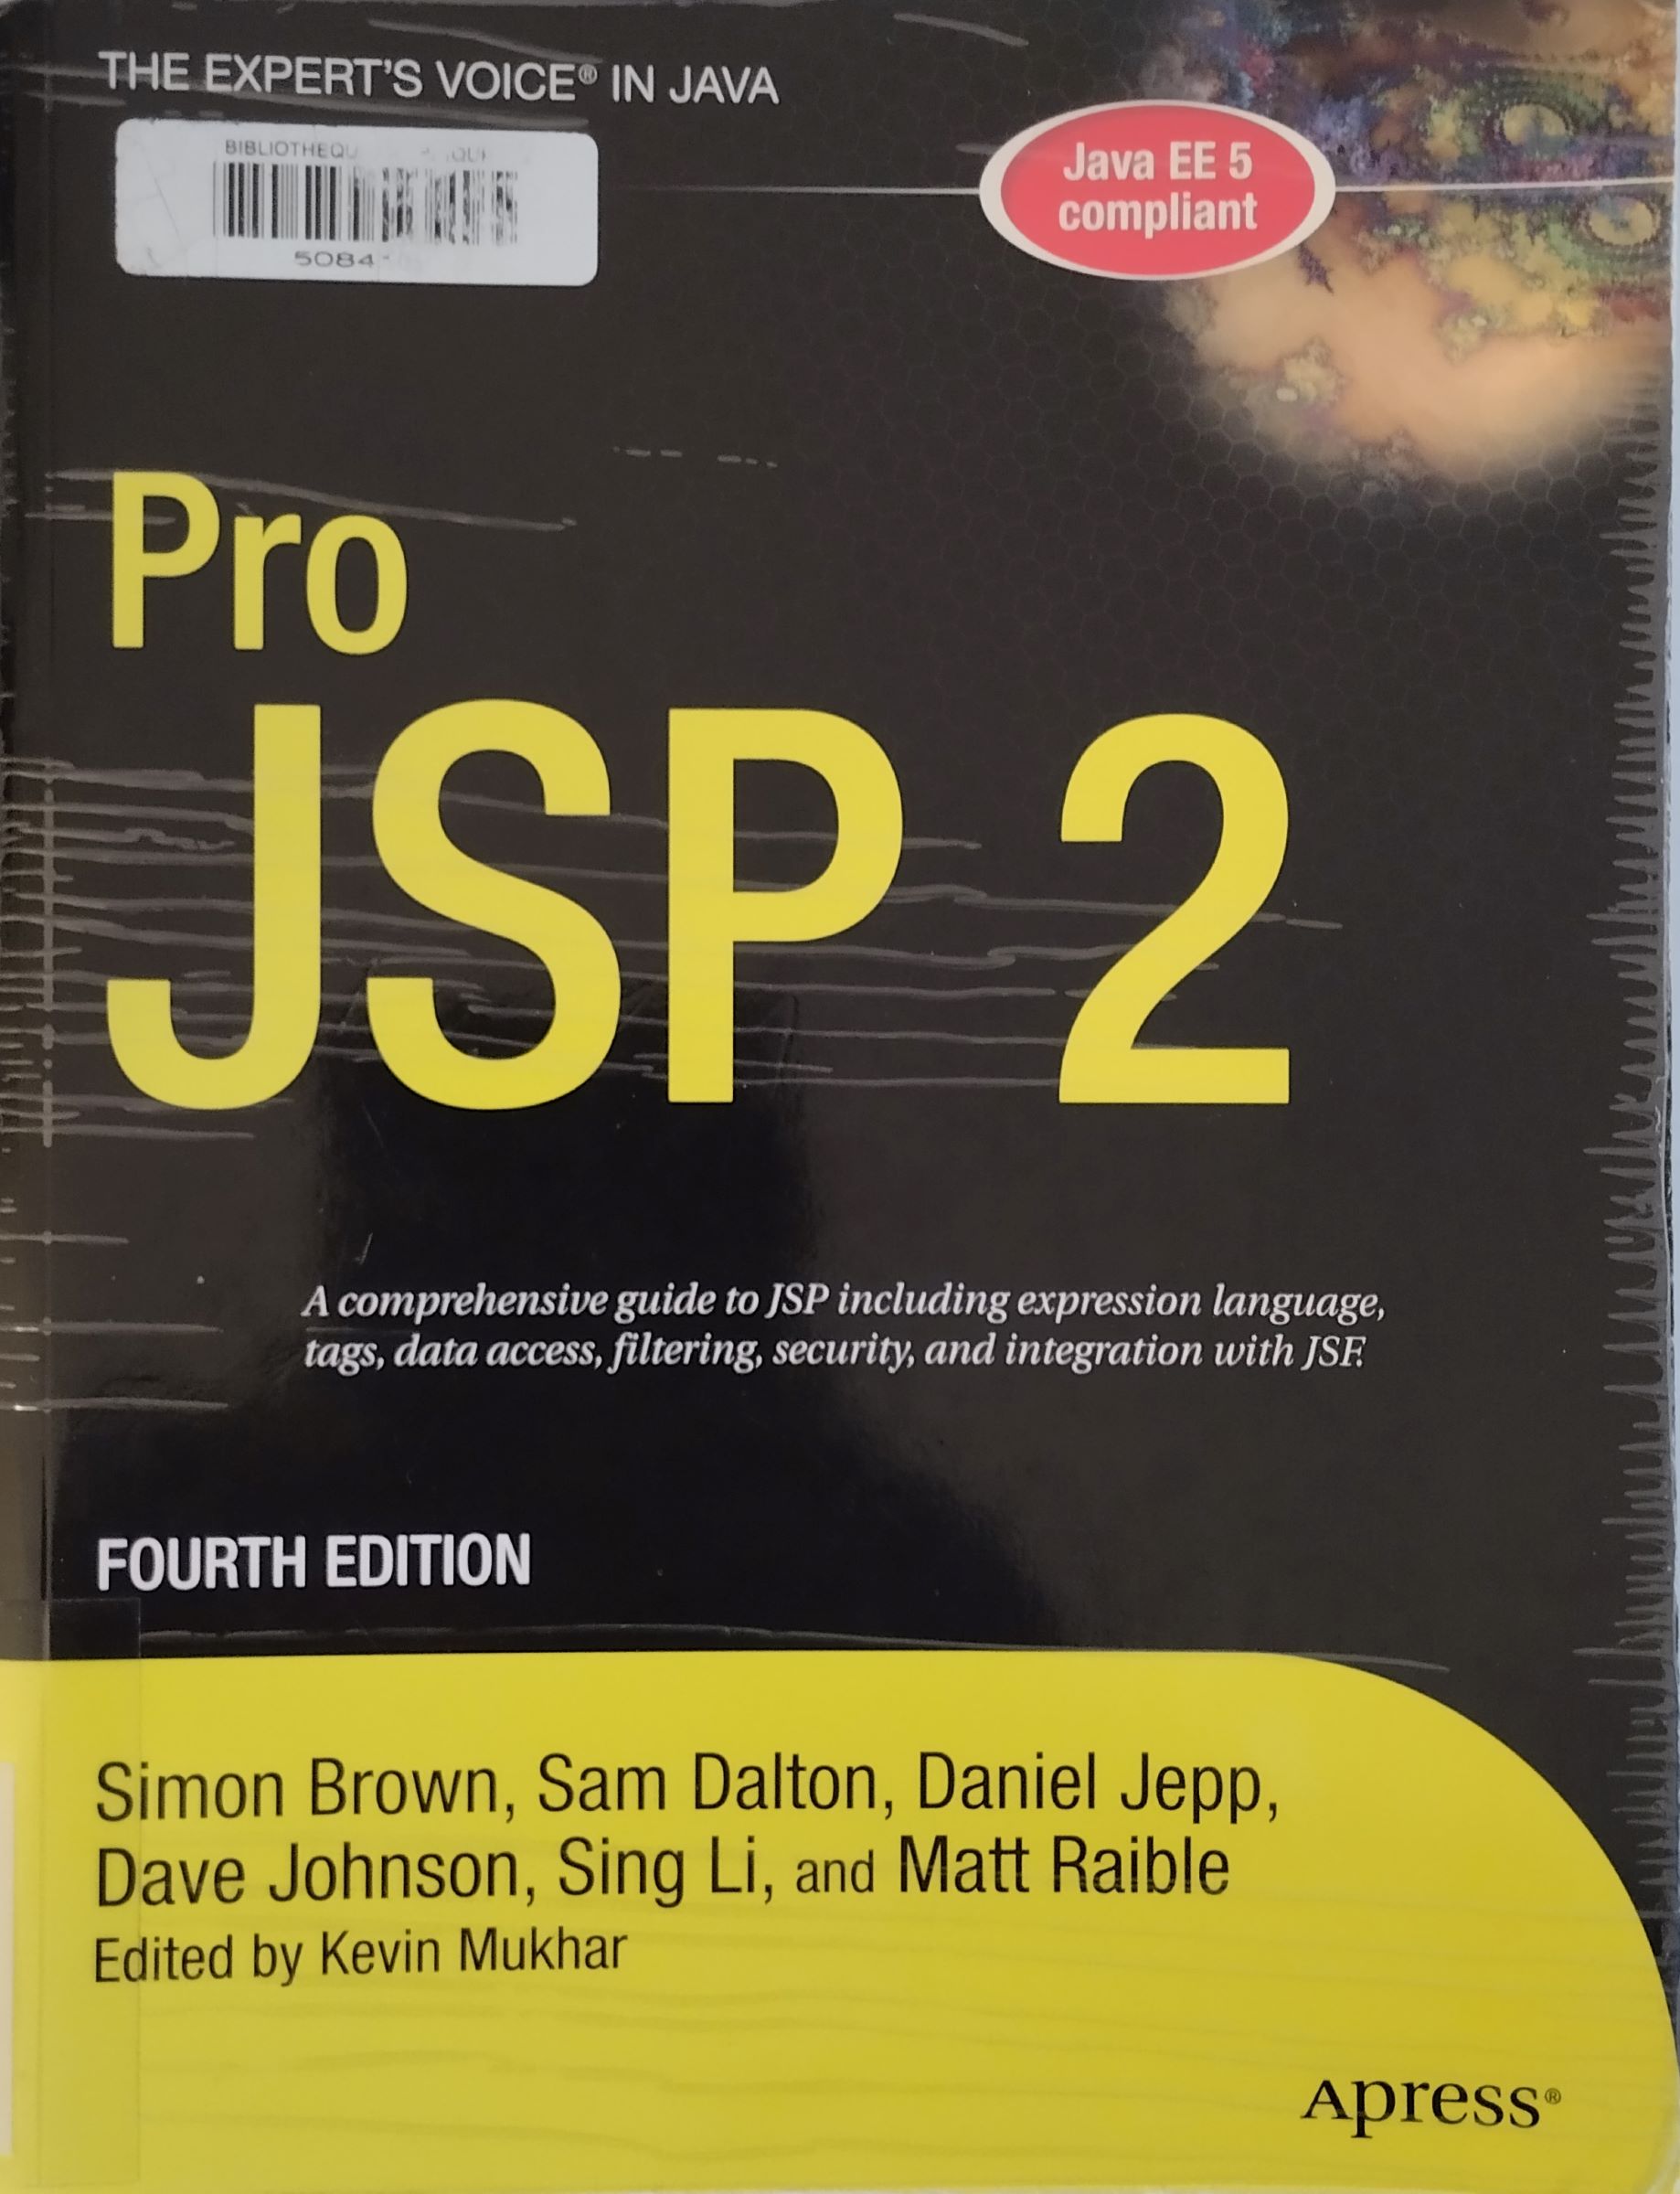 THE EXPERT'S VOICE® IN JAVA
5084
Java EE 5
compliant
Pro
JSP 2
A comprehensive guide to JSP including expression language,
tags, data access, filtering, security, and integration with JSF.
FOURTH EDITION
Simon Brown, Sam Dalton, Daniel Jepp,
Dave Johnson, Sing Li, and Matt Raible
Edited by Kevin Mukhar
Apress®